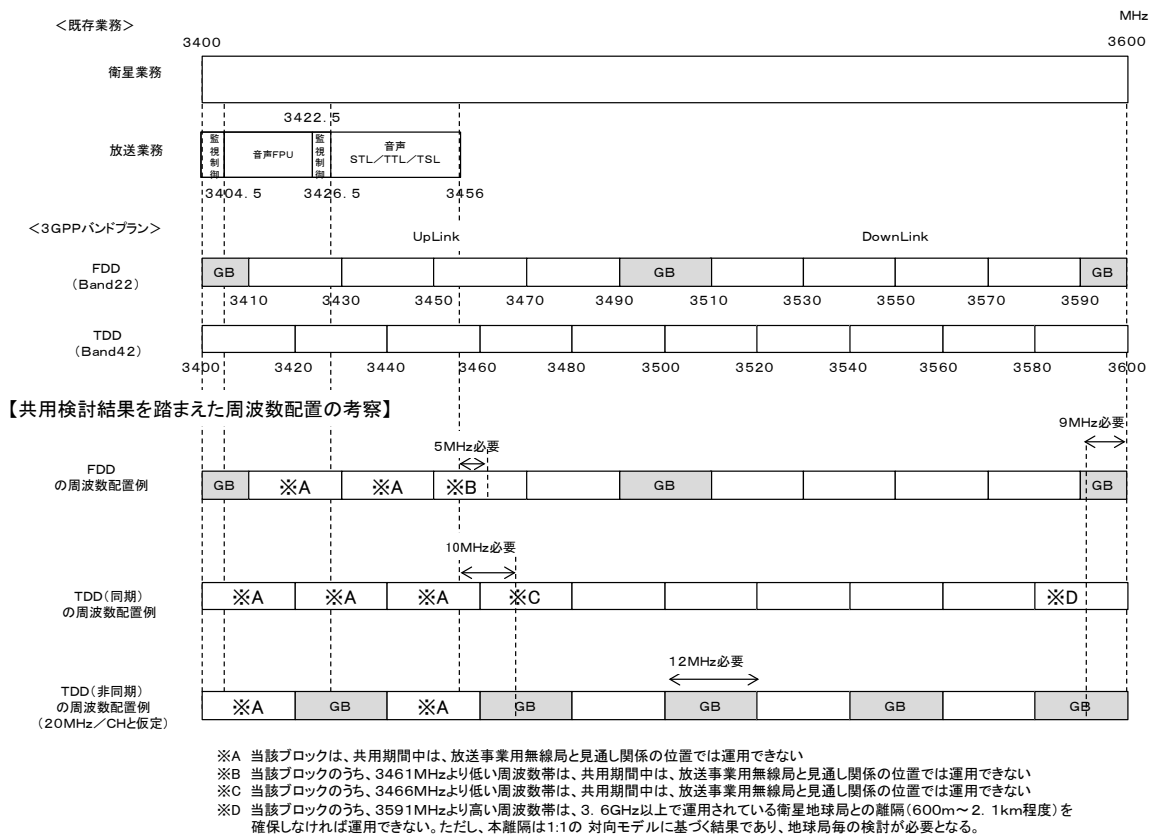 MHz
<既存業務>
3400 3600
衛星業務
3422.5
放送業務
監視制御 音声FPU 監視制御 音声 STL/TTL/TSL
3404.5 3426.5 3456
<3GPPバンドプラン>
UpLink DownLink
FDD
(Band22)
GB GB GB
3410 3430 3450 3470 3490 3510 3530 3550 3570 3590
TDD
(Band42)
3400 3420 3440 3460 3480 3500 3520 3540 3560 3580 3600
【共用検討結果を踏まえた周波数配置の考察】
9MHz必要
5MHz必要
FDD
の周波数配置例
GB ※A ※A ※B GB GB
10MHz必要
TDD(同期)
の周波数配置例
※A ※A ※A ※C ※D
12MHz必要
TDD(非同期)
の周波数配置例
(20MHz/CHと仮定)
※A GB ※A GB GB GB GB
※A 当該ブロックは、共用期間中は、放送事業用無線局と見通し関係の位置では運用できない
※B 当該ブロックのうち、3461MHzより低い周波数帯は、共用期間中は、放送事業用無線局と見通し関係の位置では運用できない
※C 当該ブロックのうち、3466MHzより低い周波数帯は、共用期間中は、放送事業用無線局と見通し関係の位置では運用できない
※D 当該ブロックのうち、3591MHzより高い周波数帯は、3.6GHz以上で運用されている衛星地球局との離隔(600m~2.1km程度)を
確保しなければ運用できない。ただし、本離隔は1:1の 対向モデルに基づく結果であり、地球局毎の検討が必要となる。